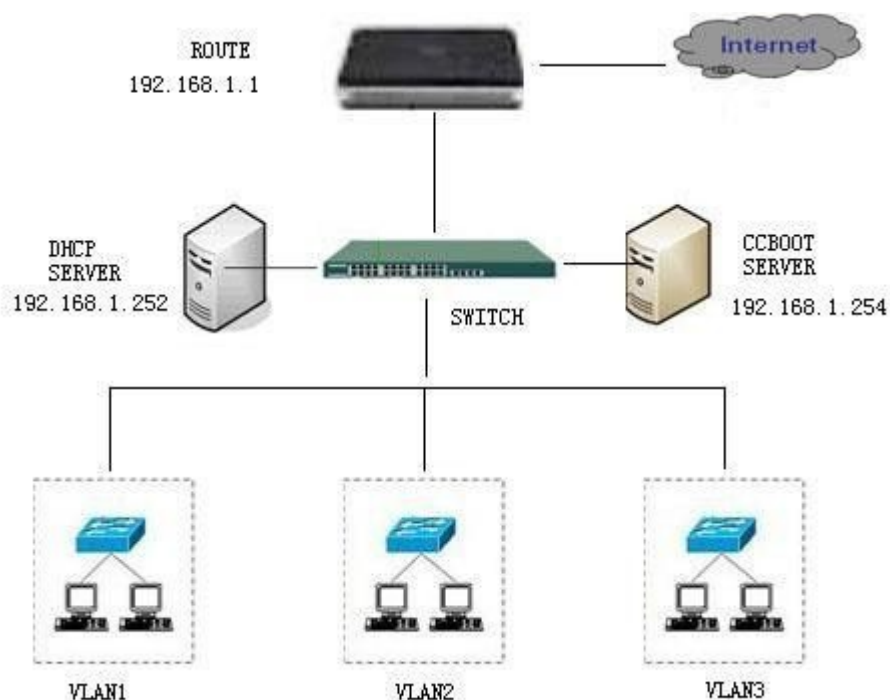 ROUTE
192.168.1.1
Internet
DHCP
SERVER
192.168.1.252
SWITCH
CCBOOT
SERVER
192.168.1.254
VLAN1
VLAN2
VLAN3